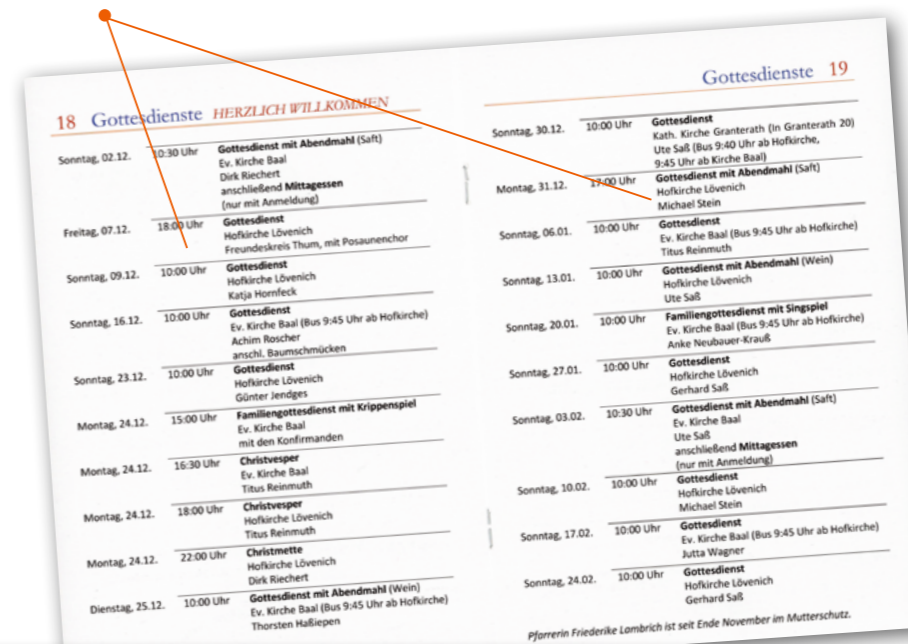 18 Gottesdienste HERZLICH WILLKOMMEN
Sonntag, 02.12. 10:30 Uhr Gottesdienst mit Abendmahl (Saft)
Ev. Kirche Baal
Dirk Riechert
anschließend Mittagessen
(nur mit Anmeldung)
Freitag, 07.12. 18:00 Uhr Gottesdienst
Hofkirche Lövenich
Freundeskreis Thum, mit Posaunenchor
Sonntag, 09.12. 10:00 Uhr Gottesdienst
Hofkirche Lövenich
Katja Hornfeck
Sonntag, 16.12. 10:00 Uhr Gottesdienst
Ev. Kirche Baal (Bus 9:45 Uhr ab Hofkirche)
Achim Roscher
anschl. Baumschmücken
Sonntag, 23.12. 10:00 Uhr Gottesdienst
Hofkirche Lövenich
Günter Jendges
Montag, 24.12. 15:00 Uhr Familiengottesdienst mit Krippenspiel
Ev. Kirche Baal
mit den Konfirmanden
Montag, 24.12. 16:30 Uhr Christvesper
Ev. Kirche Baal
Titus Reinmuth
Montag, 24.12. 18:00 Uhr Christvesper
Hofkirche Lövenich
Titus Reinmuth
Montag, 24.12. 22:00 Uhr Christmette
Hofkirche Lövenich
Dirk Riechert
Dienstag, 25.12. 10:00 Uhr Gottesdienst mit Abendmahl (Wein)
Ev. Kirche Baal (Bus 9:45 Uhr ab Hofkirche)
Thorsten Haßiepen
Gottesdienste 19
Sonntag, 30.12. 10:00 Uhr Gottesdienst
Kath. Kirche Granterath (In Granterath 20)
Ute Saß (Bus 9:40 Uhr ab Hofkirche,
9:45 Uhr ab Kirche Baal)
Montag, 31.12. 17:00 Uhr Gottesdienst mit Abendmahl (Saft)
Hofkirche Lövenich
Michael Stein
Sonntag, 06.01. 10:00 Uhr Gottesdienst
Ev. Kirche Baal (Bus 9:45 Uhr ab Hofkirche)
Titus Reinmuth
Sonntag, 13.01. 10:00 Uhr Gottesdienst mit Abendmahl (Wein)
Hofkirche Lövenich
Ute Saß
Sonntag, 20.01. 10:00 Uhr Familiengottesdienst mit Singspiel
Ev. Kirche Baal (Bus 9:45 Uhr ab Hofkirche)
Anke Neubauer-Krauß
Sonntag, 27.01. 10:00 Uhr Gottesdienst
Hofkirche Lövenich
Gerhard Saß
Sonntag, 03.02. 10:30 Uhr Gottesdienst mit Abendmahl (Saft)
Ev. Kirche Baal
Ute Saß
anschließend Mittagessen
(nur mit Anmeldung)
Sonntag, 10.02. 10:00 Uhr Gottesdienst
Hofkirche Lövenich
Michael Stein
Sonntag, 17.02. 10:00 Uhr Gottesdienst
Ev. Kirche Baal (Bus 9:45 Uhr ab Hofkirche)
Jutta Wagner
Sonntag, 24.02. 10:00 Uhr Gottesdienst
Hofkirche Lövenich
Gerhard Saß
Pfarrerin Friederike Lambrich ist seit Ende November im Mutterschutz.